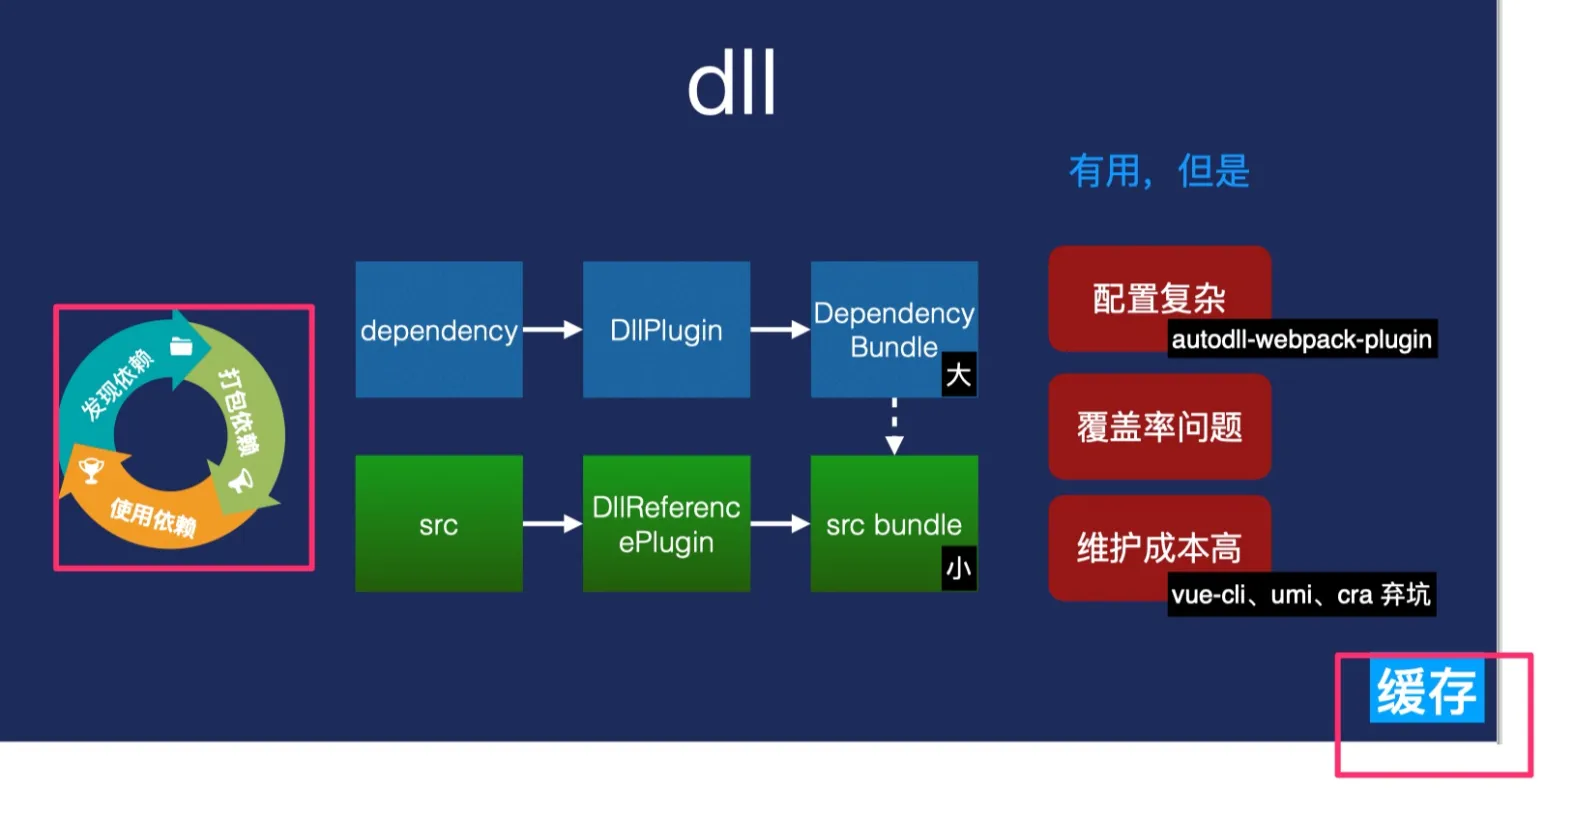 dll
有用，但是
发现依赖
打包依赖
使用依赖
dependency
DllPlugin
Dependency
Bundle
大
src
DllReferenc
ePlugin
src bundle
小
配置复杂
autodll-webpack-plugin
覆盖率问题
维护成本高
vue-cli、umi、cra 弃坑
缓存